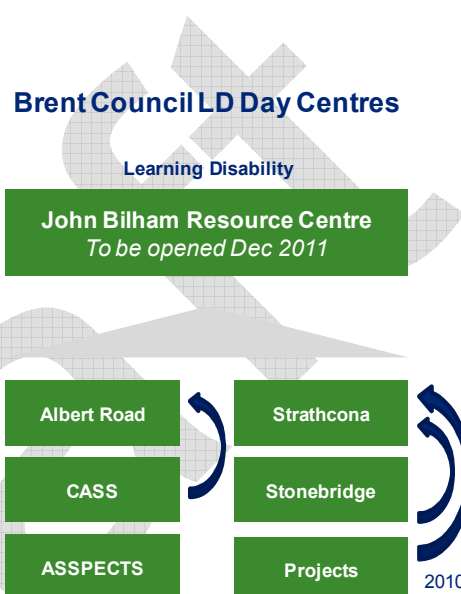 Brent Council LD Day Centres
Learning Disability
John Bilham Resource Centre
To be opened Dec 2011
Albert Road
Strathcona
CASS
Stonebridge
ASSPECTS
Projects
2010